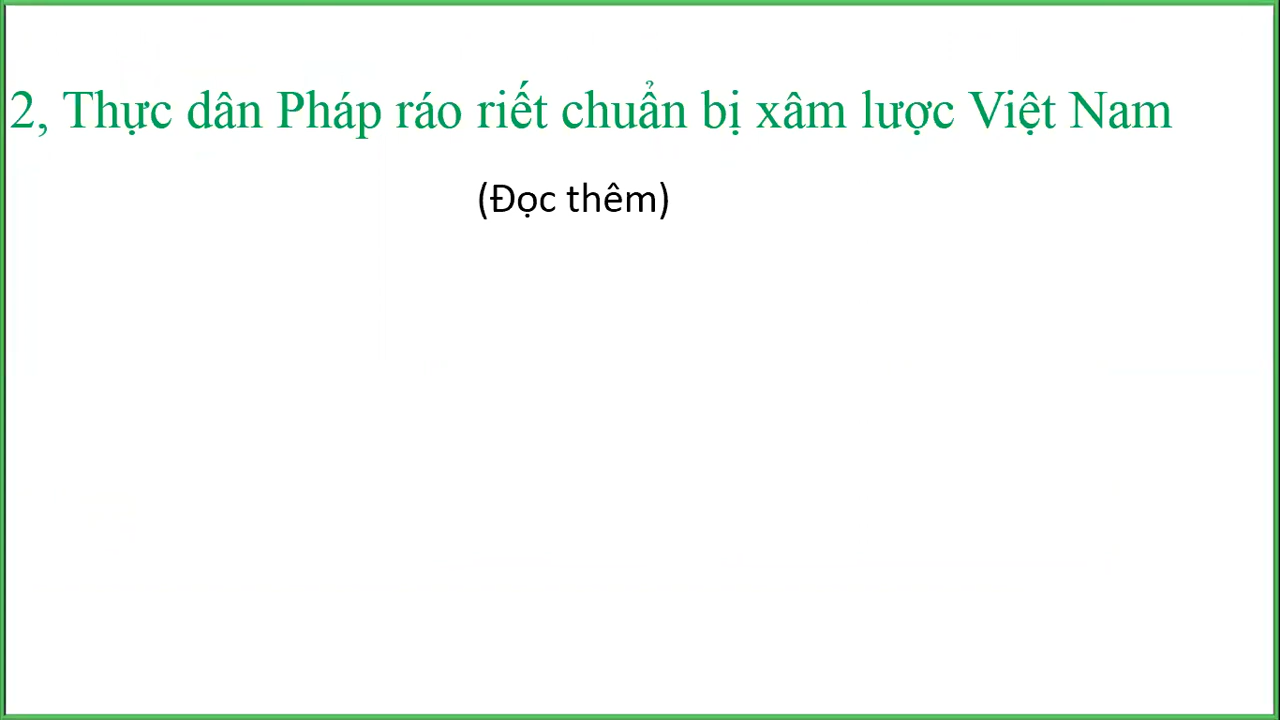 2, Thực dân Pháp ráo riết chuẩn bị xâm lược Việt Nam
(Đọc thêm)